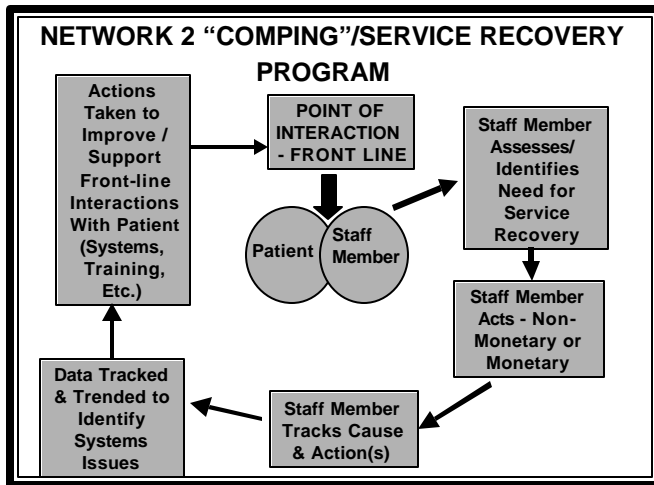 NETWORK 2 “COMPING”/SERVICE RECOVERY
PROGRAM
Actions
Taken to
Improve /
Support
Front-line
Interactions
With Patient
(Systems,
Training,
Etc.)
POINT OF
INTERACTION
- FRONT LINE
Patient
Staff
Member
Staff Member
Assesses/
Identifies
Need for
Service
Recovery
Staff Member
Acts - Non-
Monetary or
Monetary
Staff Member
Tracks Cause
& Action(s)
Data Tracked
& Trended to
Identify
Systems
Issues